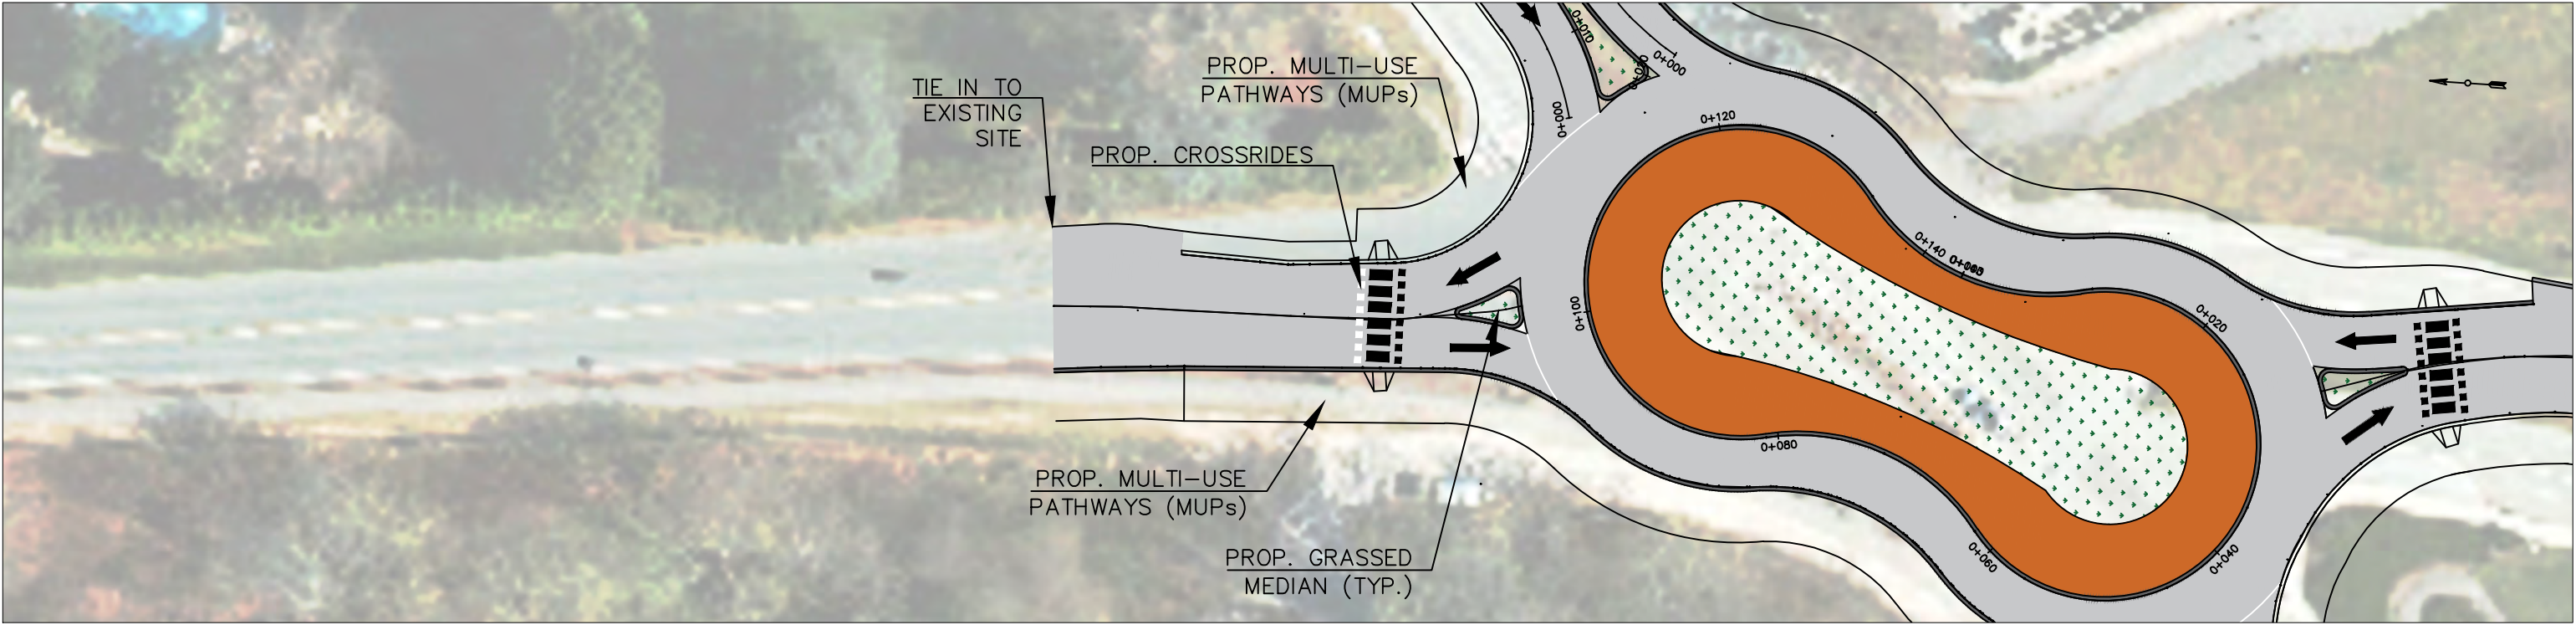 TIE IN TO
EXISTING
SITE
PROP. MULTI-USE
PATHWAYS (MUPs)
PROP. CROSSRIDES
PROP. MULTI-USE
PATHWAYS (MUPs)
PROP. GRASSED
MEDIAN (TYP.)
0+010
0+000
0+000
0+120
0+140
0+100
0+080
0+060
0+040
0+020